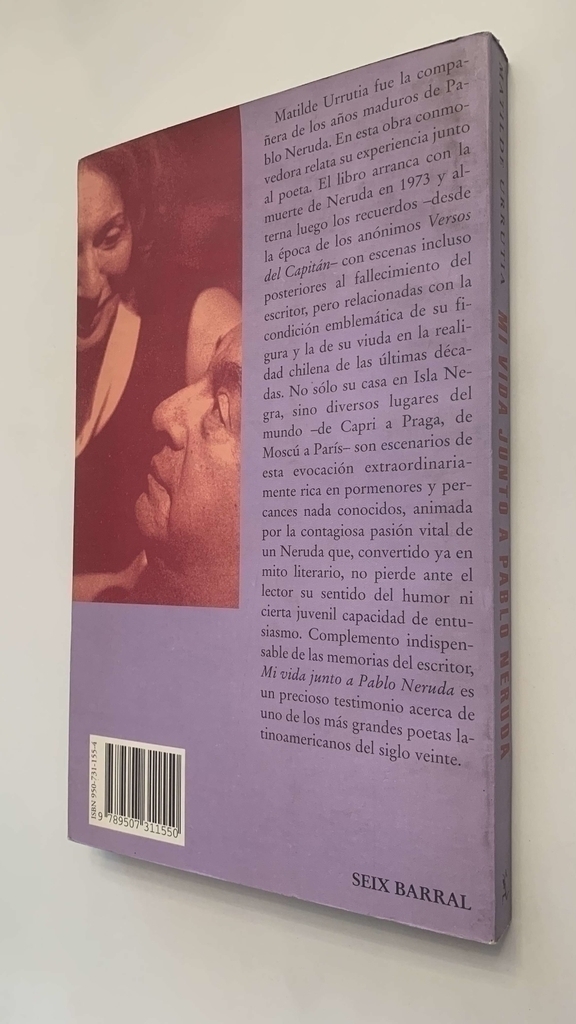 Matilde Urrutia fue la compa-
ñera de los años maduros de Pa-
blo Neruda. En esta obra conmo-
vedora relata su experiencia junto
al poeta. El libro arranca con la
muerte de Neruda en 1973 y al-
terna luego los recuerdos –desde
la época de los anónimos Versos
del Capitán– con escenas incluso
posteriores al fallecimiento del
escritor, pero relacionadas con la
condición emblemática de su fi-
gura y la de su viuda en la reali-
dad chilena de las últimas déca-
das. No sólo su casa en Isla Ne-
gra, sino diversos lugares del
mundo –de Capri a Praga, de
Moscú a París– son escenarios de
esta evocación extraordinaria-
mente rica en pormenores y per-
cances nada conocidos, animada
por la contagiosa pasión vital de
un Neruda que, convertido ya en
mito literario, no pierde ante el
lector su sentido del humor ni
cierta juvenil capacidad de entu-
siasmo. Complemento indispen-
sable de las memorias del escritor,
Mi vida junto a Pablo Neruda es
un precioso testimonio acerca de
uno de los más grandes poetas la-
tinoamericanos del siglo veinte.
ISBN 950-731-155-4
9 789507 311550
SEIX BARRAL
MATILDE URRUTIA MI VIDA JUNTO A PABLO NERUDA